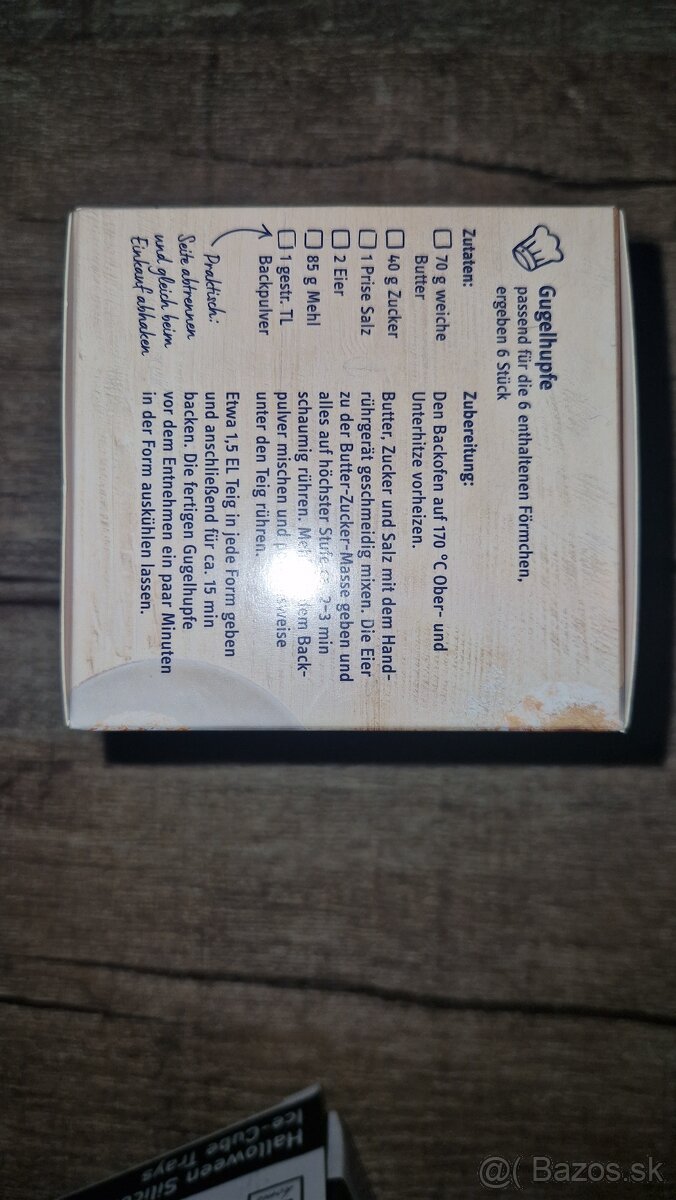 Gugelhupfe
passend für die 6 enthaltenen Förmchen,
ergeben 6 Stück
Zutaten:
70 g weiche
Butter
40 g Zucker
1 Prise Salz
2 Eier
85 g Mehl
1 gestr. TL
Backpulver
Praktisch:
Seite abtrennen
und gleich beim
Einkauf abhaken
Zubereitung:
Den Backofen auf 170 °C Ober- und
Unterhitze vorheizen.
Butter, Zucker und Salz mit dem Hand-
rührgerät geschmeidig mixen. Die Eier
zu der Butter-Zucker-Masse geben und
alles auf höchster Stufe 2–3 min
schaumig rühren. Back-
pulver mischen und
unter den Teig rühren.
Etwa 1,5 EL Teig in jede Form geben
und anschließend für ca. 15 min
backen. Die fertigen Gugelhupfe
vor dem Entnehmen ein paar Minuten
in der Form auskühlen lassen.
Halloween
Ice-Cube Trays
@( Bazos.sk